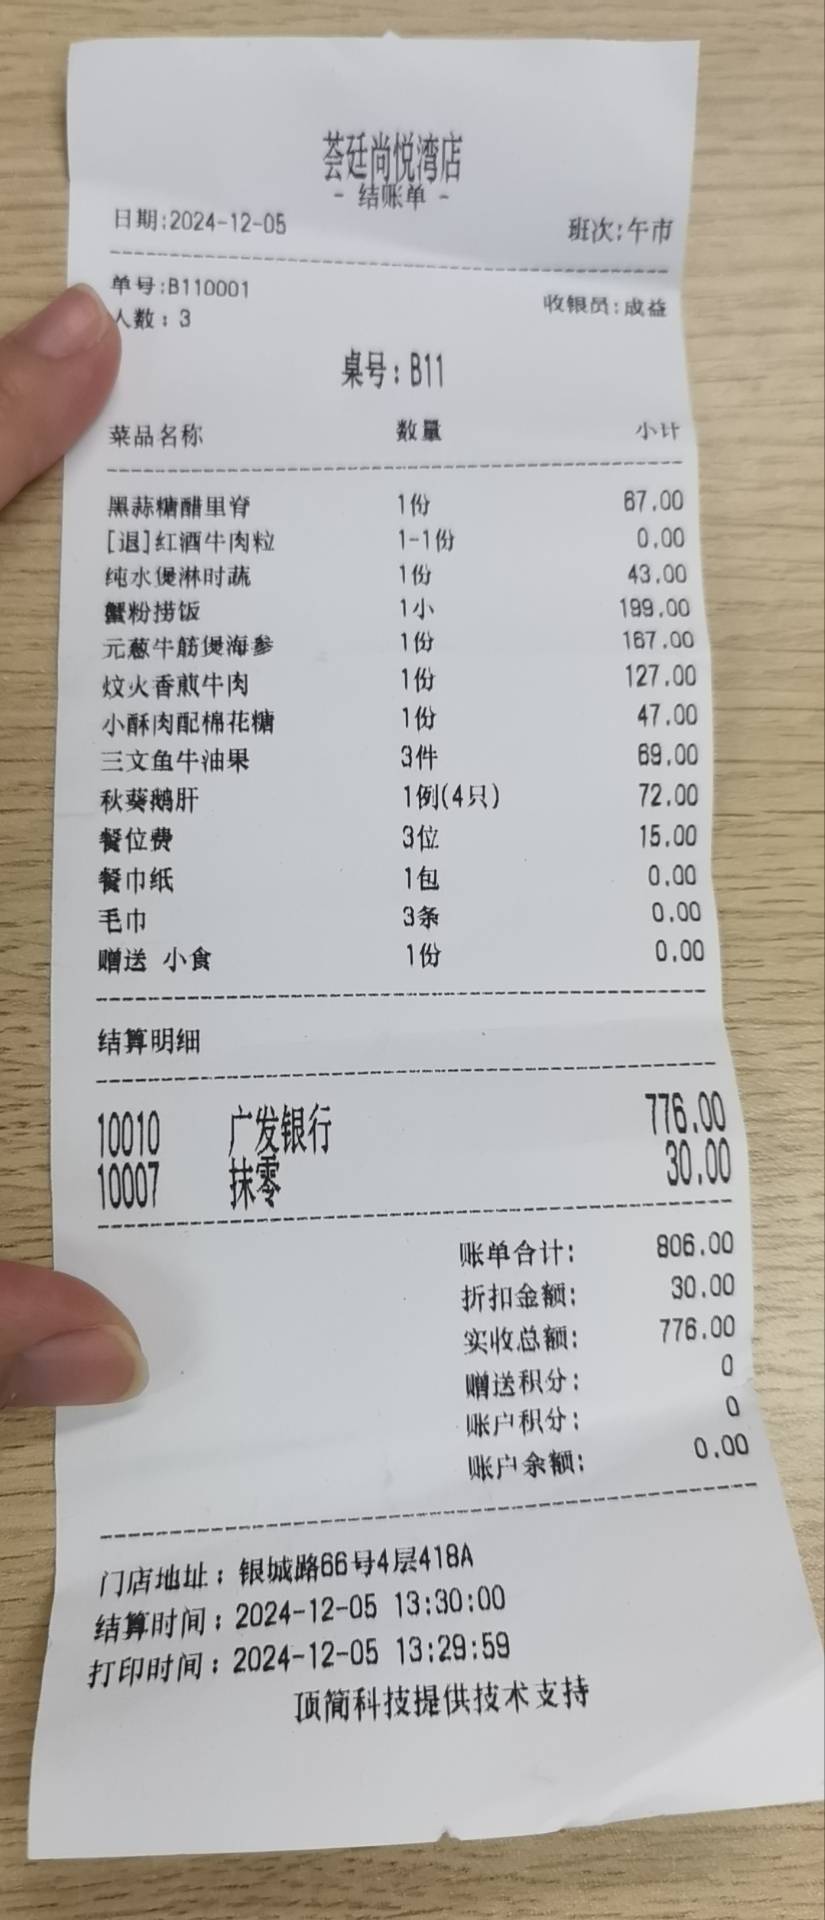 荟廷尚悦湾店
- 结账单 -
日期:2024-12-05 班次:午市
单号:B110001 收银员:成益
人数:3
桌号:B11
菜品名称 数量 小计
黑蒜糖醋里脊 1份 67.00
[退]红酒牛肉粒 1-1份 0.00
纯水煲淋时蔬 1份 43.00
蟹粉捞饭 1小 199.00
元葱牛筋煲海参 1份 167.00
炆火香煎牛肉 1份 127.00
小酥肉配棉花糖 1份 47.00
三文鱼牛油果 3件 69.00
秋葵鹅肝 1例(4只) 72.00
餐位费 3位 15.00
餐巾纸 1包 0.00
毛巾 3条 0.00
赠送 小食 1份 0.00
结算明细
10010 广发银行 776.00
10007 抹零 30.00
账单合计: 806.00
折扣金额: 30.00
实收总额: 776.00
赠送积分: 0
账户积分: 0
账户余额: 0.00
门店地址:银城路66号4层418A
结算时间:2024-12-05 13:30:00
打印时间:2024-12-05 13:29:59
顶简科技提供技术支持